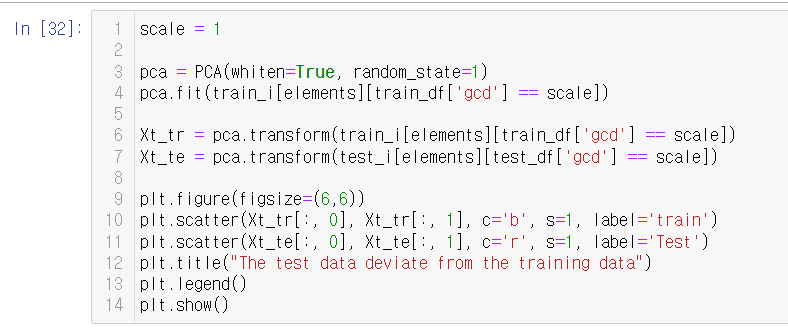 In [32]:
1 scale = 1
2
3 pca = PCA(whiten=True, random_state=1)
4 pca.fit(train_i[elements][train_df['gcd'] == scale])
5
6 Xt_tr = pca.transform(train_i[elements][train_df['gcd'] == scale])
7 Xt_te = pca.transform(test_i[elements][test_df['gcd'] == scale])
8
9 plt.figure(figsize=(6,6))
10 plt.scatter(Xt_tr[:, 0], Xt_tr[:, 1], c='b', s=1, label='train')
11 plt.scatter(Xt_te[:, 0], Xt_te[:, 1], c='r', s=1, label='Test')
12 plt.title("The test data deviate from the training data")
13 plt.legend()
14 plt.show()